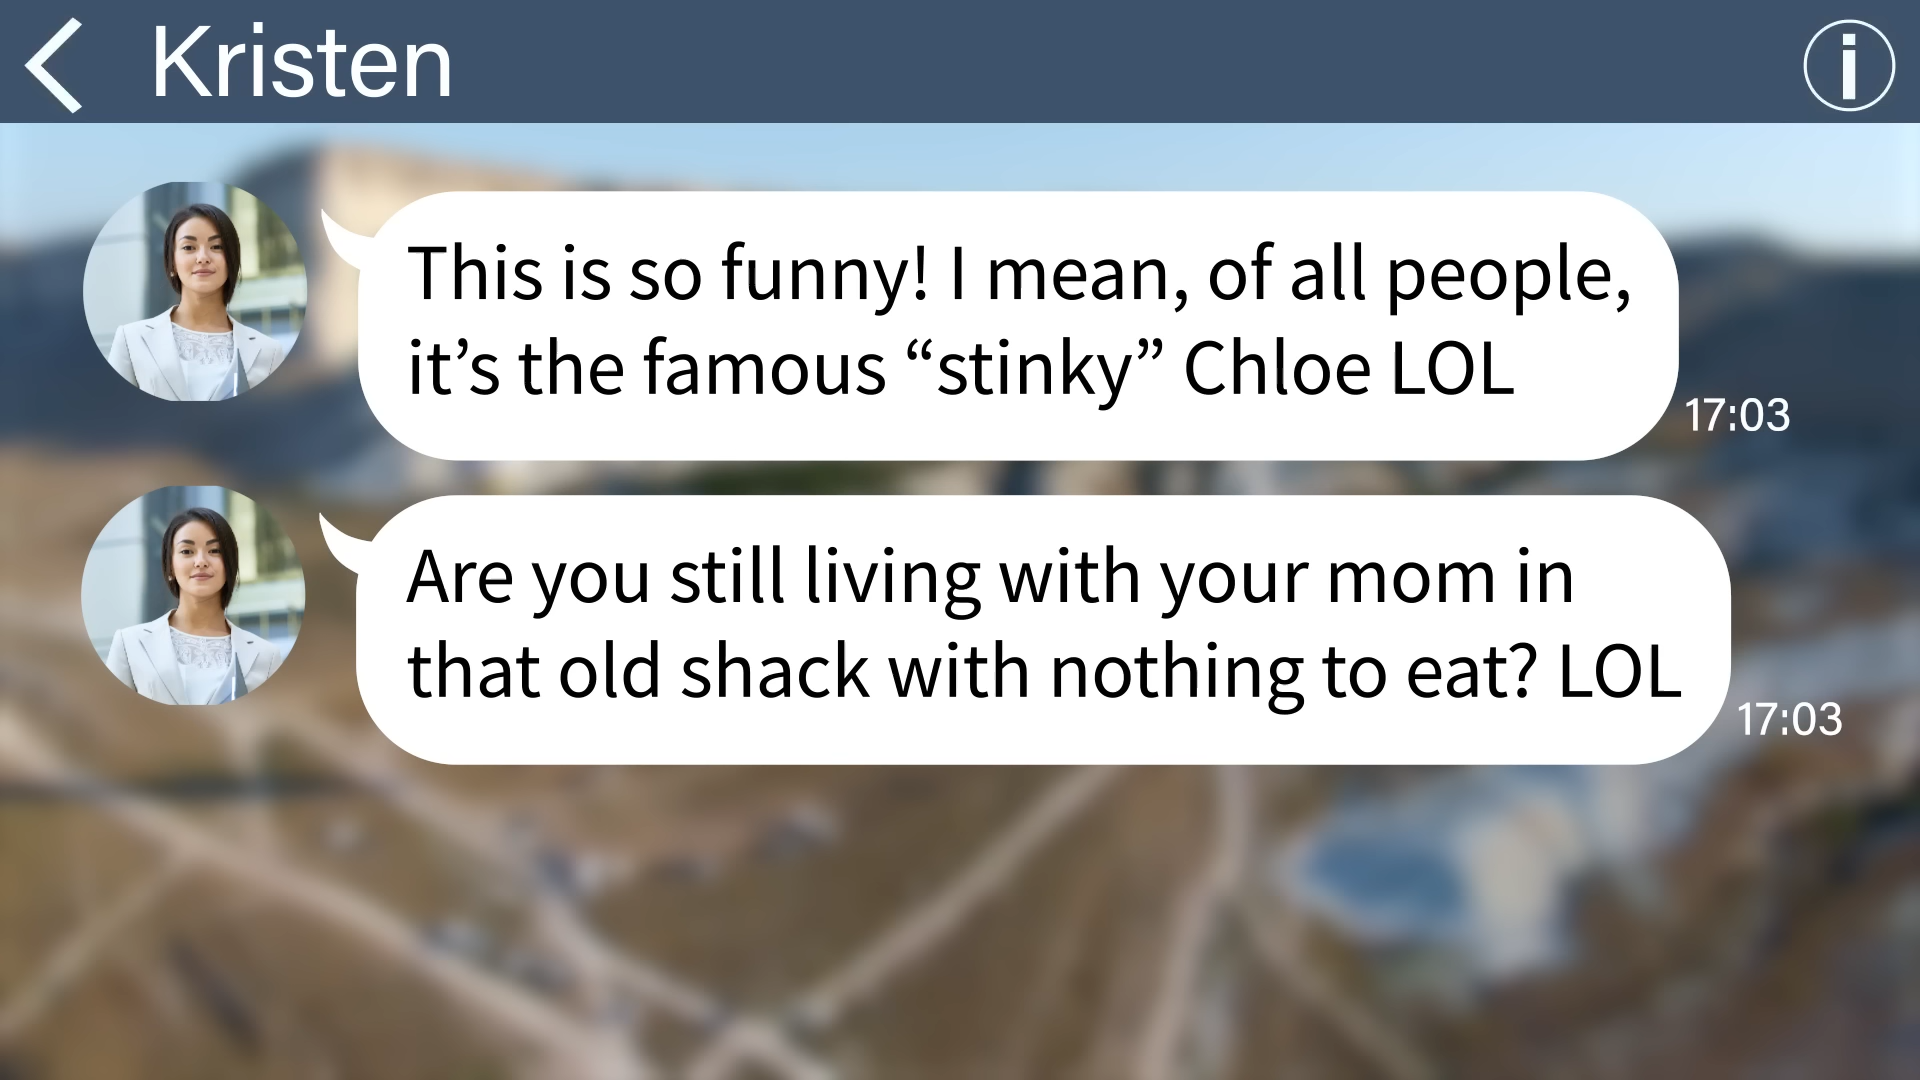 Kristen
This is so funny! I mean, of all people,
it’s the famous “stinky” Chloe LOL
17:03
Are you still living with your mom in
that old shack with nothing to eat? LOL
17:03